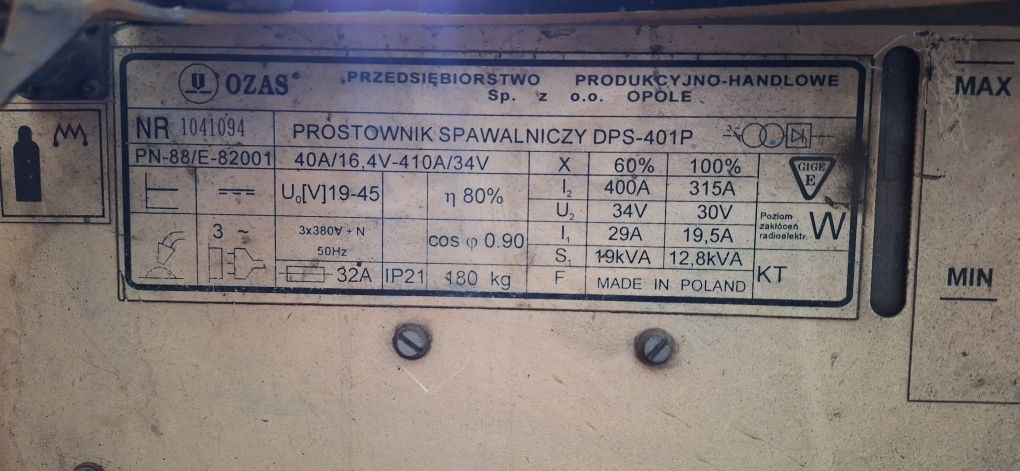 OZAS®
PRZEDSIĘBIORSTWO PRODUKCYJNO-HANDLOWE
Sp. z o.o. OPOLE
NR 1041094
PROSTOWNIK SPAWALNICZY DPS-401P
3~
PN-88/E-82001
40A/16,4V-410A/34V
X 60% 100%
U₀[V]19-45
η 80%
I₂ 400A 315A
U₂ 34V 30V
I₁ 29A 19,5A
S₁ 19kVA 12,8kVA
F MADE IN POLAND
3 ~
3x380V + N
50Hz
cos φ 0.90
32A
IP21
180 kg
GIGE
E
Poziom
zakłóceń
radioelektr.
W
KT
MAX
MIN